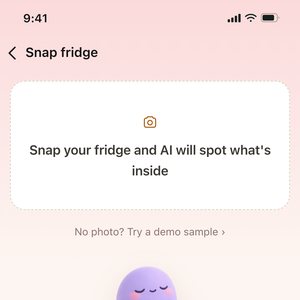 9:41
Snap fridge
Snap your fridge and AI will spot what's
inside
No photo? Try a demo sample ›